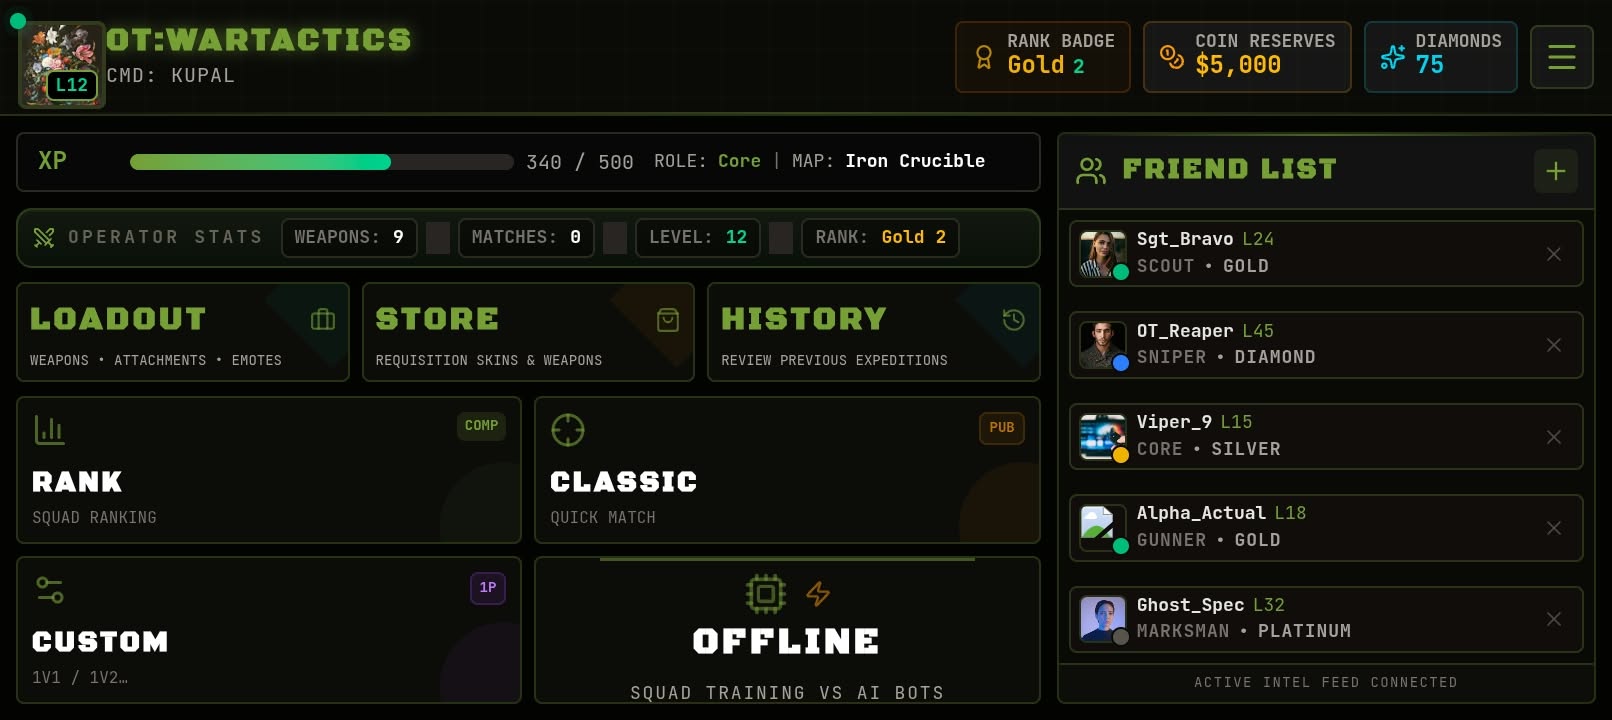 OT:WARTACTICS
CMD: KUPAL
L12
RANK BADGE
Gold 2
COIN RESERVES
$5,000
DIAMONDS
75
XP
340 / 500
ROLE: Core | MAP: Iron Crucible
OPERATOR STATS
WEAPONS: 9
MATCHES: 0
LEVEL: 12
RANK: Gold 2
LOADOUT
WEAPONS • ATTACHMENTS • EMOTES
STORE
REQUISITION SKINS & WEAPONS
HISTORY
REVIEW PREVIOUS EXPEDITIONS
COMP
RANK
SQUAD RANKING
PUB
CLASSIC
QUICK MATCH
1P
CUSTOM
1V1 / 1V2…
OFFLINE
SQUAD TRAINING VS AI BOTS
FRIEND LIST
Sgt_Bravo L24
SCOUT • GOLD
OT_Reaper L45
SNIPER • DIAMOND
Viper_9 L15
CORE • SILVER
Alpha_Actual L18
GUNNER • GOLD
Ghost_Spec L32
MARKSMAN • PLATINUM
ACTIVE INTEL FEED CONNECTED